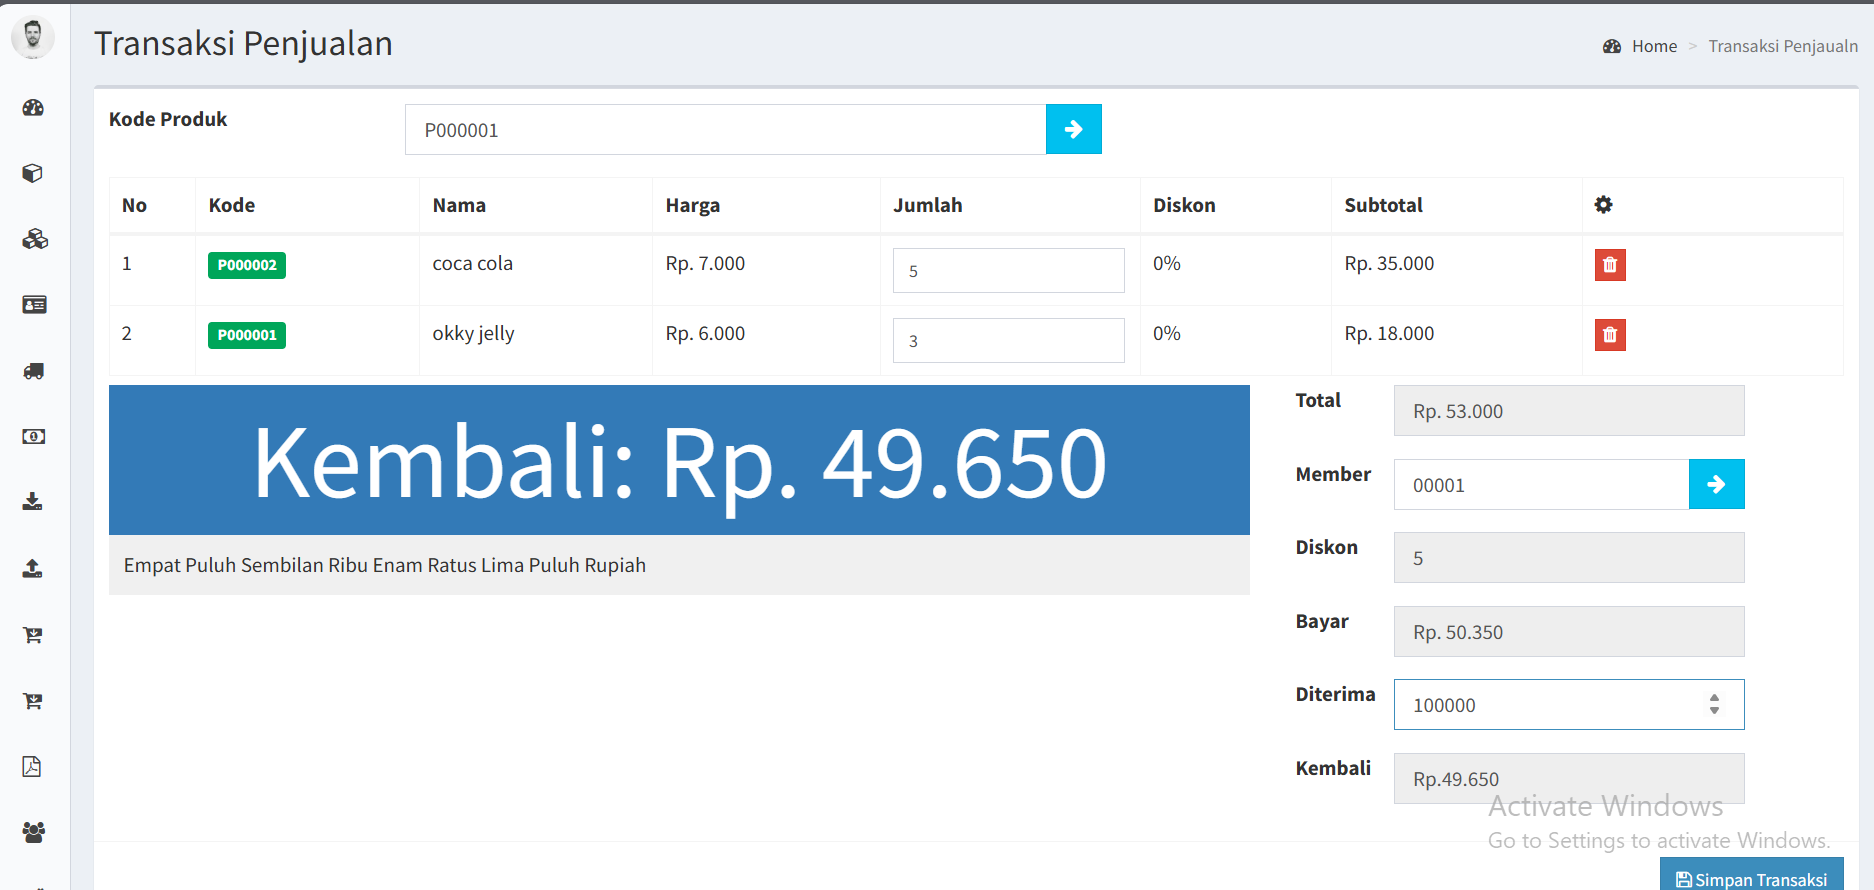 Transaksi Penjualan
Home > Transaksi Penjaualn
Kode Produk
P000001
No Kode Nama Harga Jumlah Diskon Subtotal
1 P000002 coca cola Rp. 7.000 5 0% Rp. 35.000
2 P000001 okky jelly Rp. 6.000 3 0% Rp. 18.000
Kembali: Rp. 49.650
Empat Puluh Sembilan Ribu Enam Ratus Lima Puluh Rupiah
Total Rp. 53.000
Member 00001
Diskon 5
Bayar Rp. 50.350
Diterima 100000
Kembali Rp.49.650
Activate Windows
Go to Settings to activate Windows.
Simpan Transaksi